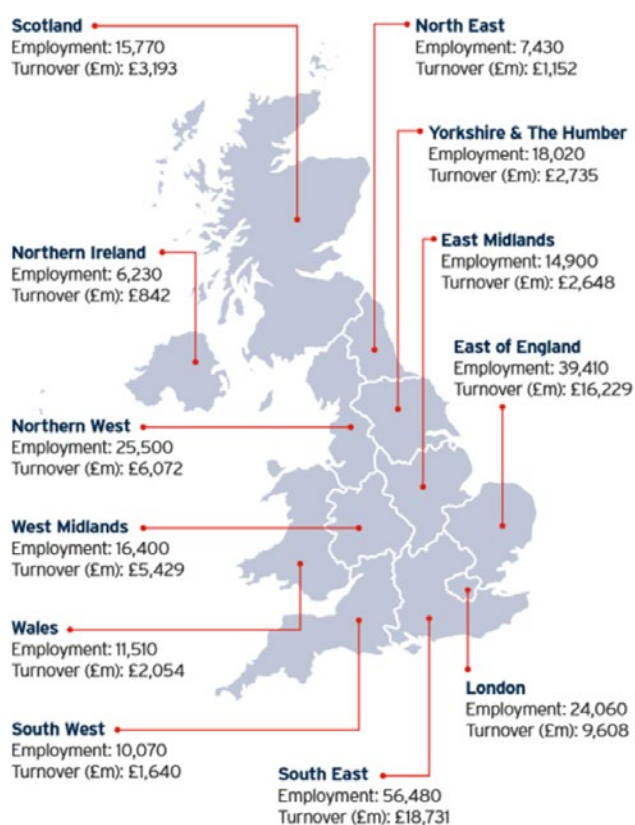 Scotland
Employment: 15,770
Turnover (£m): £3,193
North East
Employment: 7,430
Turnover (£m): £1,152
Yorkshire & The Humber
Employment: 18,020
Turnover (£m): £2,735
Northern Ireland
Employment: 6,230
Turnover (£m): £842
East Midlands
Employment: 14,900
Turnover (£m): £2,648
East of England
Employment: 39,410
Turnover (£m): £16,229
Northern West
Employment: 25,500
Turnover (£m): £6,072
West Midlands
Employment: 16,400
Turnover (£m): £5,429
Wales
Employment: 11,510
Turnover (£m): £2,054
London
Employment: 24,060
Turnover (£m): 9,608
South West
Employment: 10,070
Turnover (£m): £1,640
South East
Employment: 56,480
Turnover (£m): £18,731